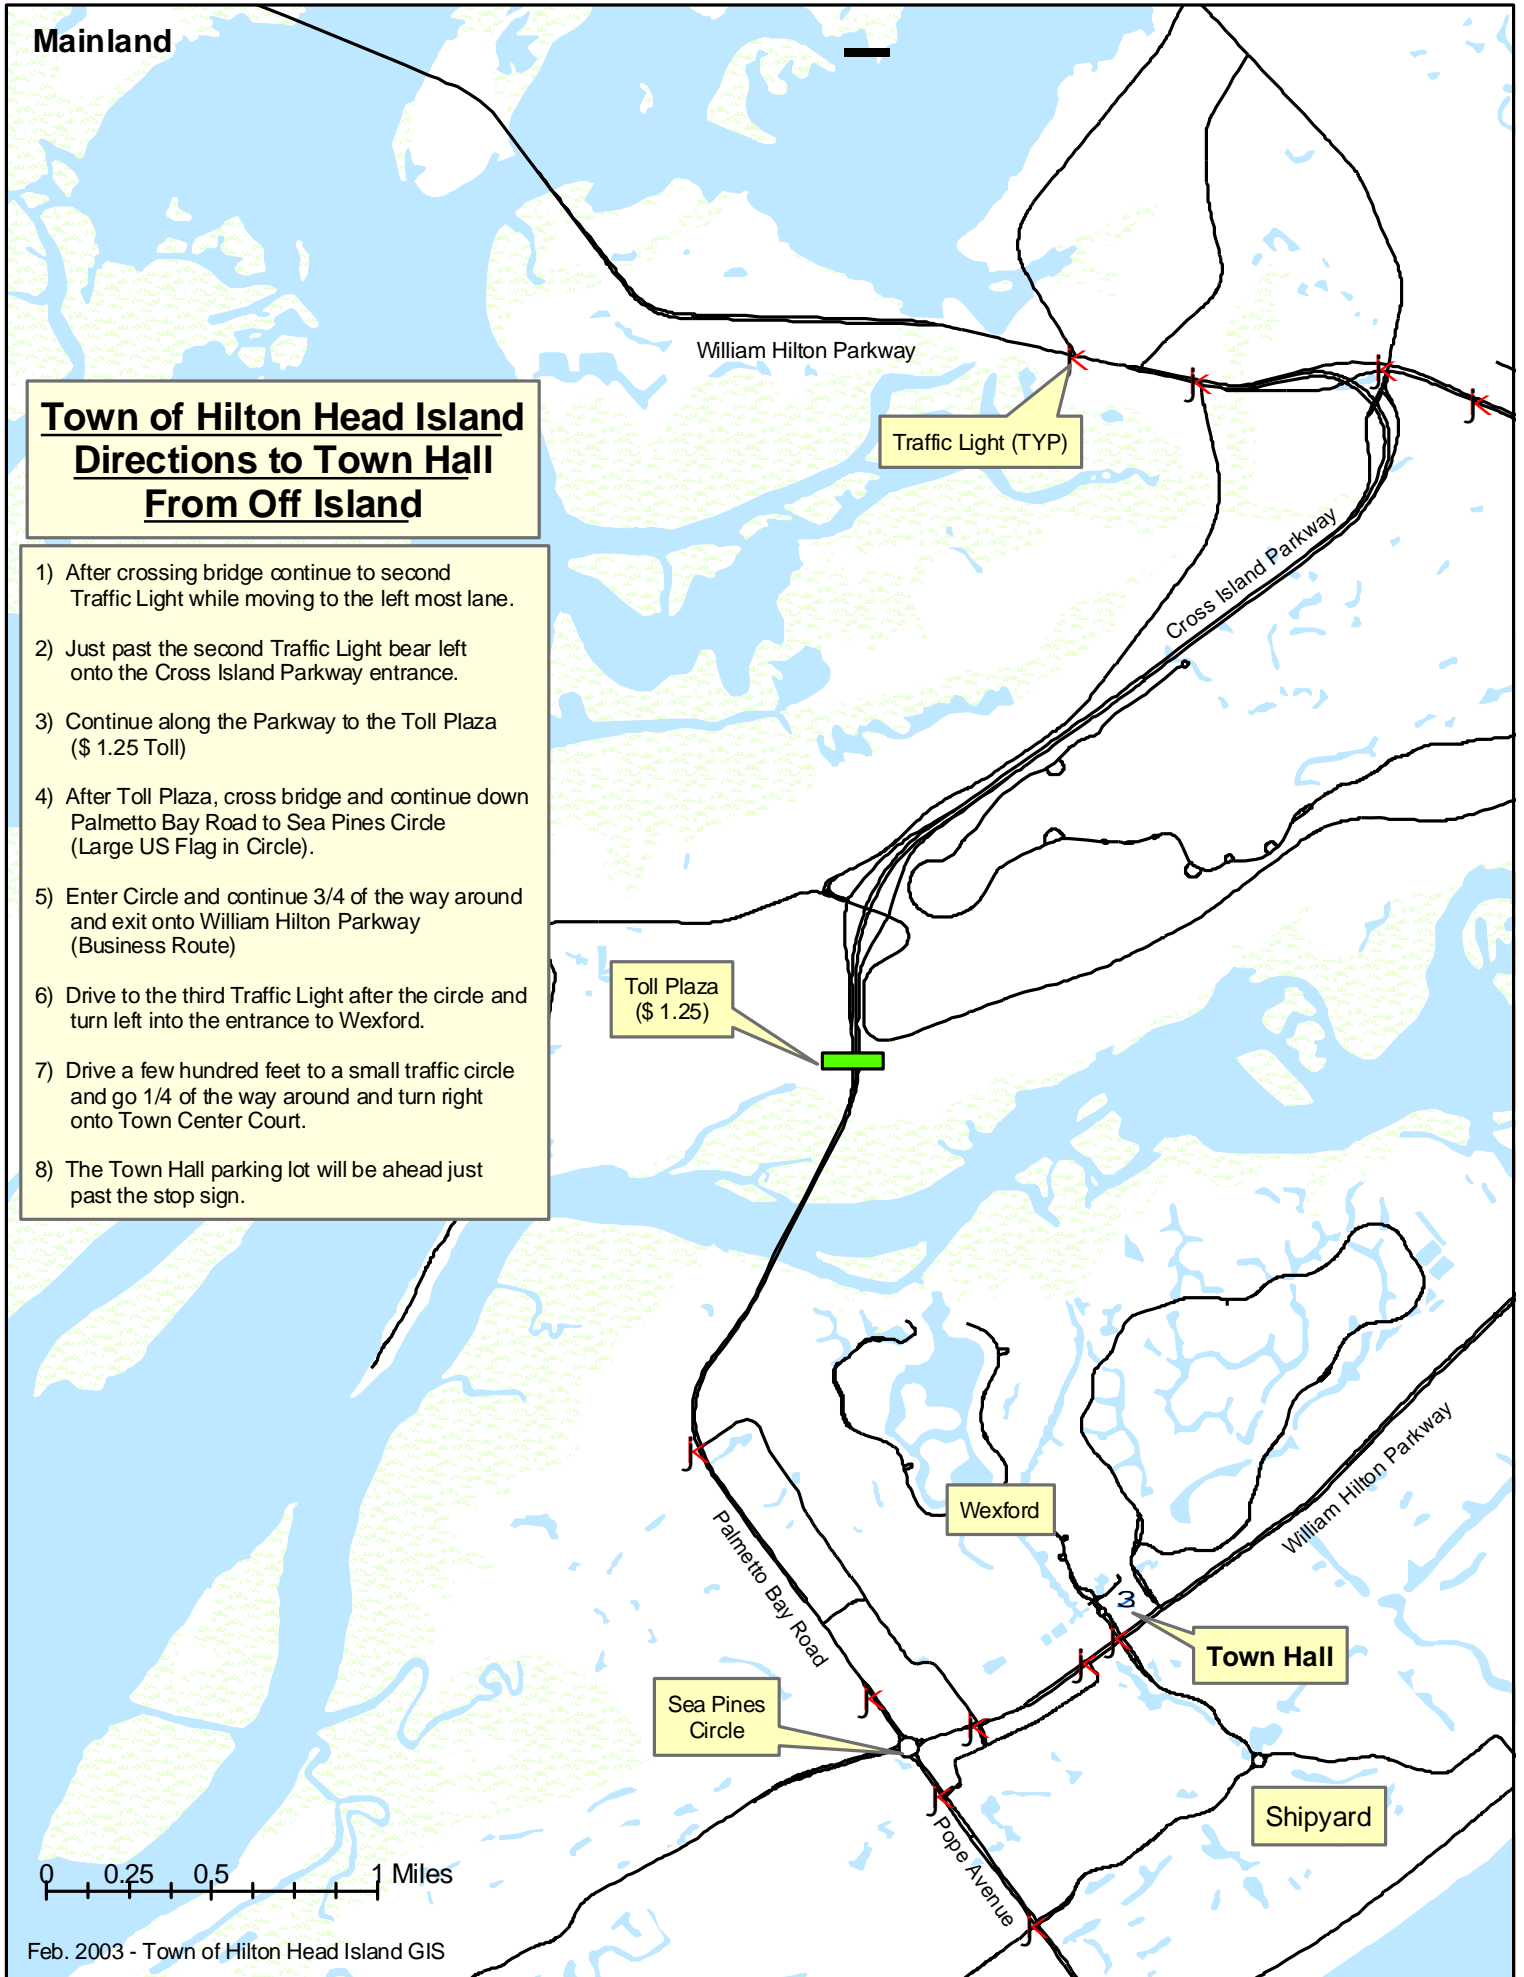 Mainland
William Hilton Parkway
Traffic Light (TYP)
Town of Hilton Head Island
Directions to Town Hall
From Off Island
1) After crossing bridge continue to second
Traffic Light while moving to the left most lane.
2) Just past the second Traffic Light bear left
onto the Cross Island Parkway entrance.
3) Continue along the Parkway to the Toll Plaza
($ 1.25 Toll)
4) After Toll Plaza, cross bridge and continue down
Palmetto Bay Road to Sea Pines Circle
(Large US Flag in Circle).
5) Enter Circle and continue 3/4 of the way around
and exit onto William Hilton Parkway
(Business Route)
6) Drive to the third Traffic Light after the circle and
turn left into the entrance to Wexford.
7) Drive a few hundred feet to a small traffic circle
and go 1/4 of the way around and turn right
onto Town Center Court.
8) The Town Hall parking lot will be ahead just
past the stop sign.
Cross Island Parkway
Toll Plaza
($ 1.25)
Wexford
William Hilton Parkway
Palmetto Bay Road
Town Hall
Sea Pines
Circle
Shipyard
Pope Avenue
0 0.25 0.5 1 Miles
Feb. 2003 - Town of Hilton Head Island GIS